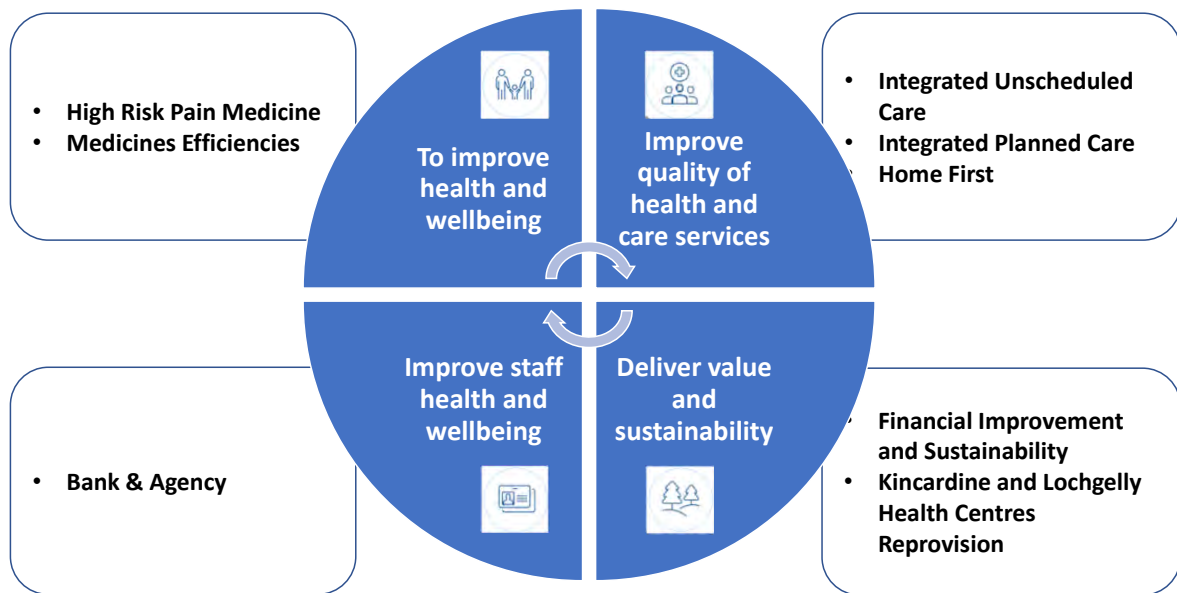 • High Risk Pain Medicine
• Medicines Efficiencies
To improve
health and
wellbeing
Improve
quality of
health and
care services
• Integrated Unscheduled
Care
• Integrated Planned Care
• Home First
• Bank & Agency
Improve staff
health and
wellbeing
Deliver value
and
sustainability
• Financial Improvement
and Sustainability
• Kincardine and Lochgelly
Health Centres
Reprovision